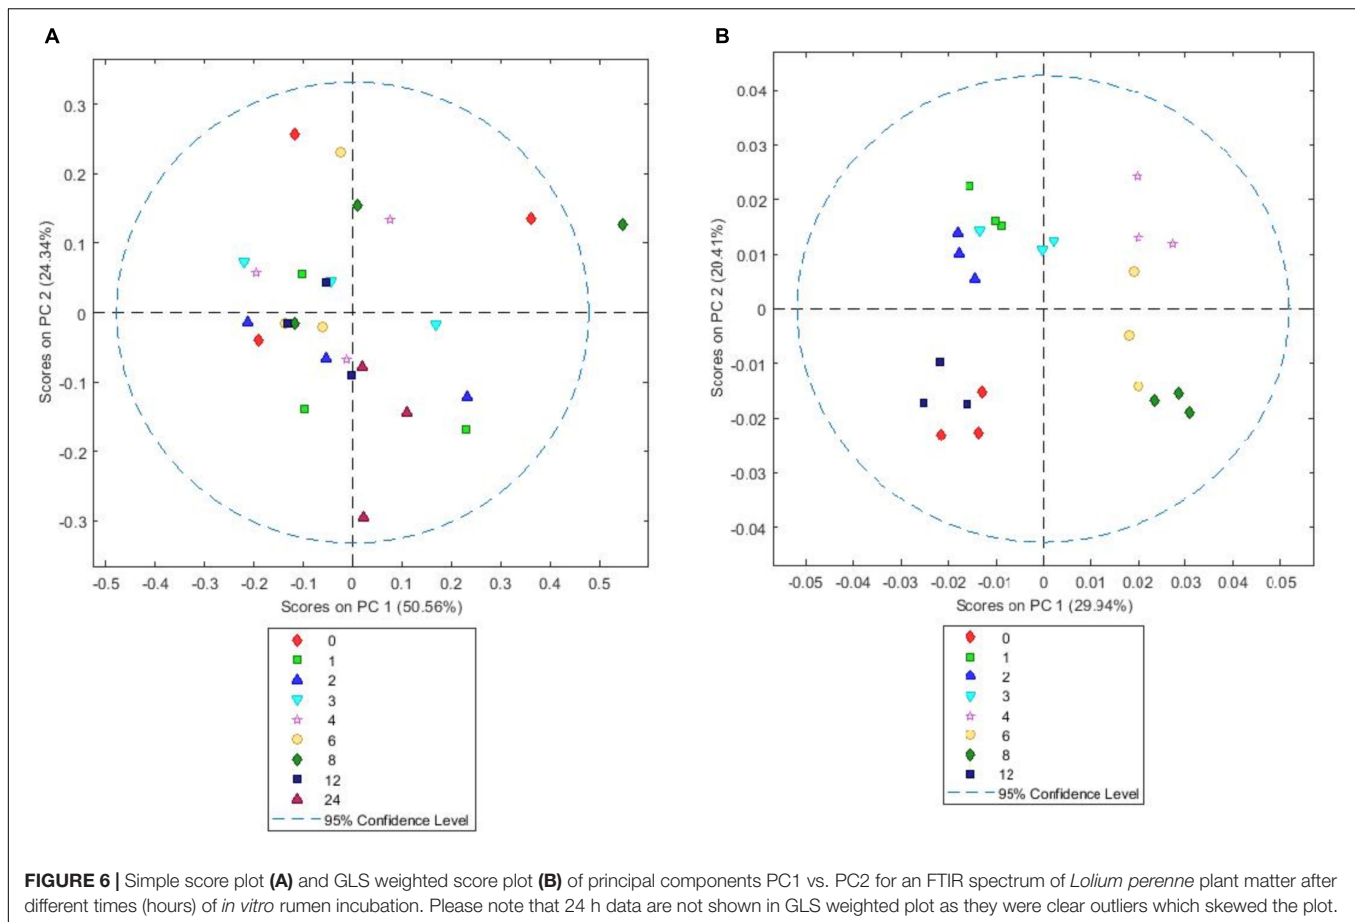 A
B
0.3
0.2
0.1
0
-0.1
-0.2
-0.3
Scores on PC 2 (24.34%)
-0.5 -0.4 -0.3 -0.2 -0.1 0 0.1 0.2 0.3 0.4 0.5
Scores on PC 1 (50.56%)
0
1
2
3
4
6
8
12
24
95% Confidence Level
0.04
0.03
0.02
0.01
0
-0.01
-0.02
-0.03
-0.04
Scores on PC 2 (20.41%)
-0.05 -0.04 -0.03 -0.02 -0.01 0 0.01 0.02 0.03 0.04 0.05
Scores on PC 1 (29.94%)
0
1
2
3
4
6
8
12
95% Confidence Level
FIGURE 6 | Simple score plot (A) and GLS weighted score plot (B) of principal components PC1 vs. PC2 for an FTIR spectrum of Lolium perenne plant matter after
different times (hours) of in vitro rumen incubation. Please note that 24 h data are not shown in GLS weighted plot as they were clear outliers which skewed the plot.